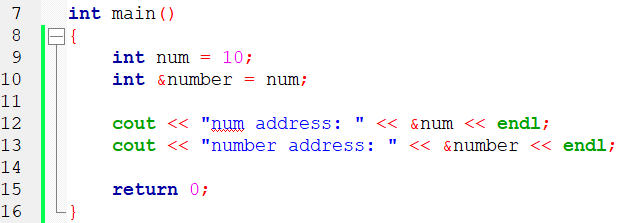 7 int main()
8 {
9 int num = 10;
10 int &number = num;
11
12 cout << "num address: " << &num << endl;
13 cout << "number address: " << &number << endl;
14
15 return 0;
16 }